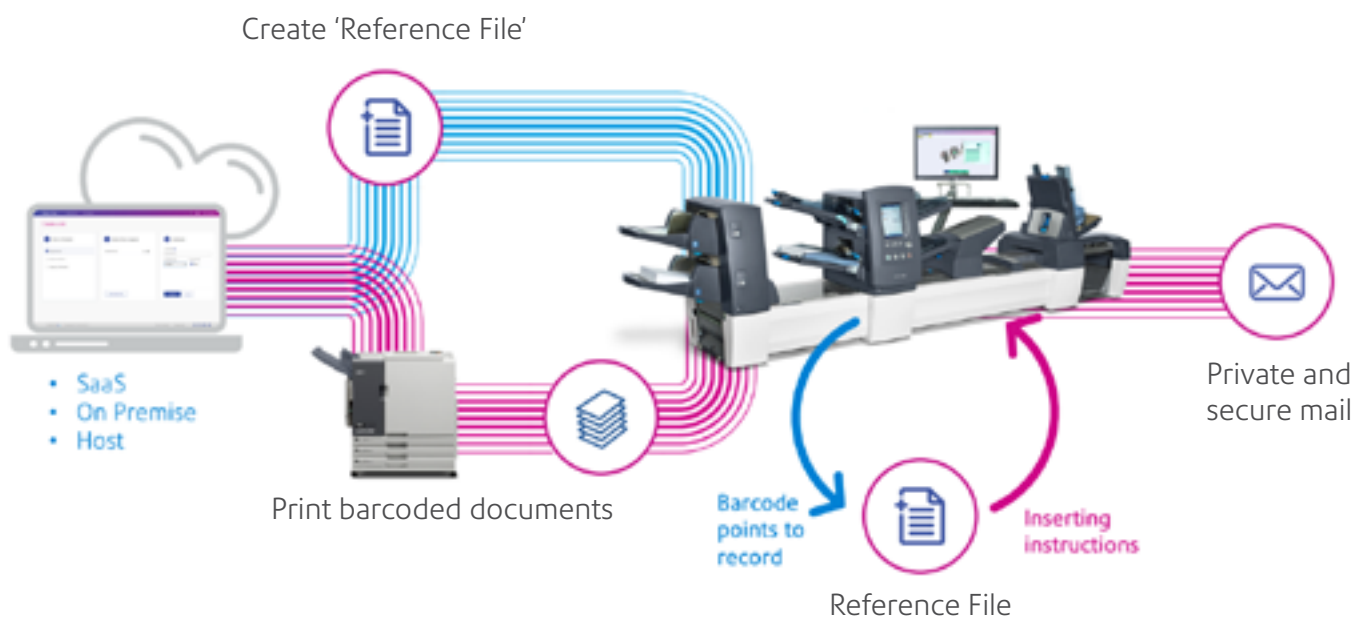 Create ‘Reference File’
• SaaS
• On Premise
• Host
Print barcoded documents
Barcode
points to
record
Inserting
instructions
Reference File
Private and
secure mail